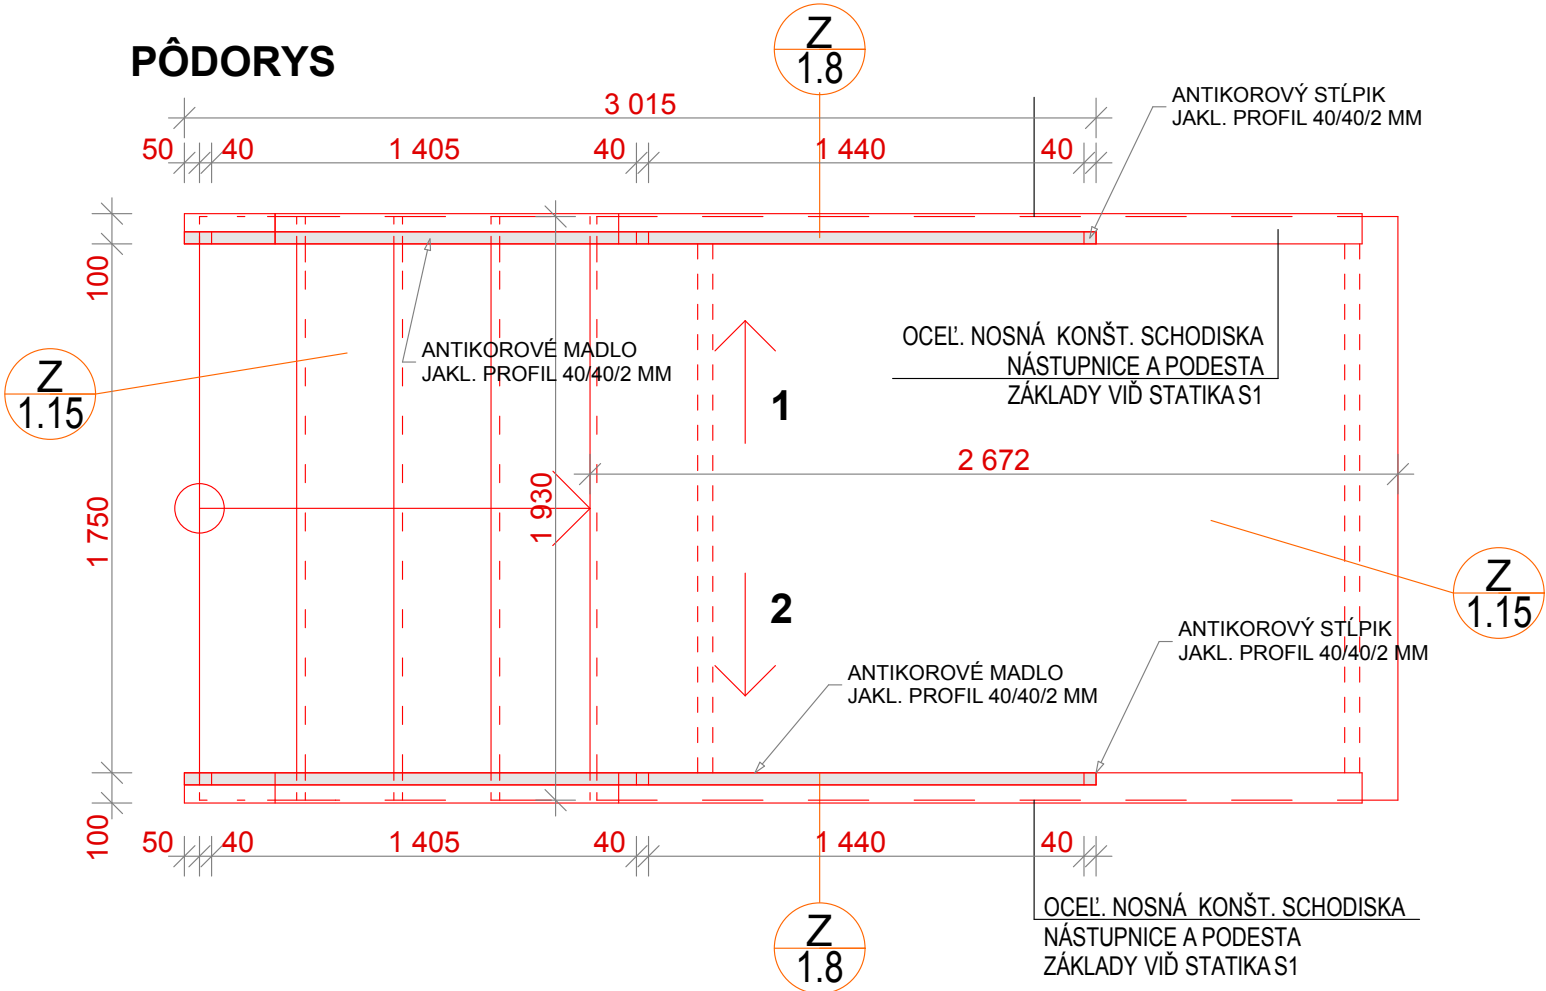 PÔDORYS
Z
1.8
3 015
ANTIKOROVÝ STĹPIK
JAKL. PROFIL 40/40/2 MM
50
40
1 405
40
1 440
40
100
ANTIKOROVÉ MADLO
JAKL. PROFIL 40/40/2 MM
OCEĽ. NOSNÁ KONŠT. SCHODISKA
NÁSTUPNICE A PODESTA
ZÁKLADY VIĎ STATIKA S1
Z
1.15
1
2 672
1 930
1 750
Z
1.15
2
ANTIKOROVÝ STĹPIK
JAKL. PROFIL 40/40/2 MM
ANTIKOROVÉ MADLO
JAKL. PROFIL 40/40/2 MM
100
50
40
1 405
40
1 440
40
Z
1.8
OCEĽ. NOSNÁ KONŠT. SCHODISKA
NÁSTUPNICE A PODESTA
ZÁKLADY VIĎ STATIKA S1